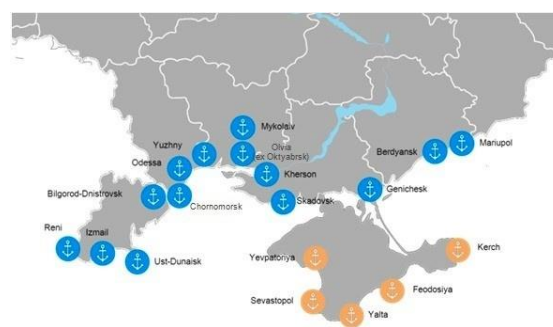 Mykolaiv
Yuzhny
Olvia
(ex Oktyabrsk)
Odessa
Kherson
Berdyansk
Mariupol
Bilgorod-Dnistrovsk
Chornomorsk
Skadovsk
Genichesk
Reni
Izmail
Ust-Dunaisk
Yevpatoriya
Kerch
Sevastopol
Feodosiya
Yalta